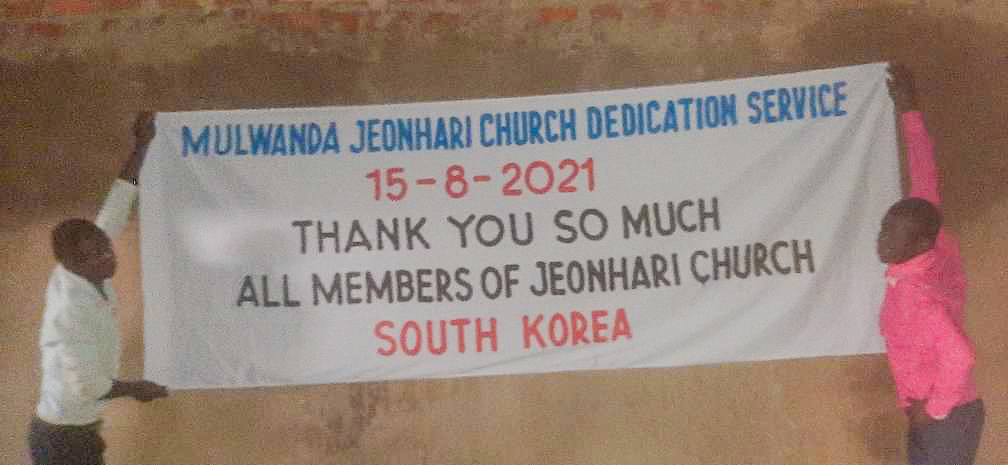 MULWANDA JEONHARI CHURCH DEDICATION SERVICE
15-8-2021
THANK YOU SO MUCH
ALL MEMBERS OF JEONHARI CHURCH
SOUTH KOREA